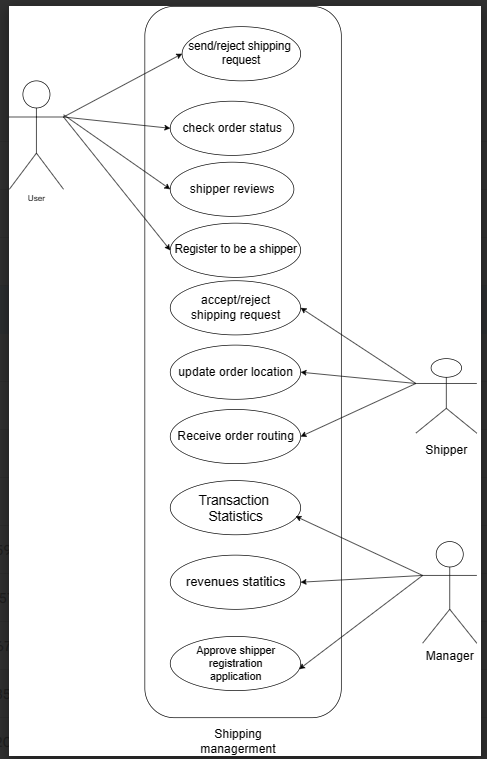 send/reject shipping
request
check order status
shipper reviews
User
Register to be a shipper
accept/reject
shipping request
update order location
Receive order routing
Shipper
Transaction
Statistics
revenues statitics
Approve shipper
registration
application
Manager
Shipping
management